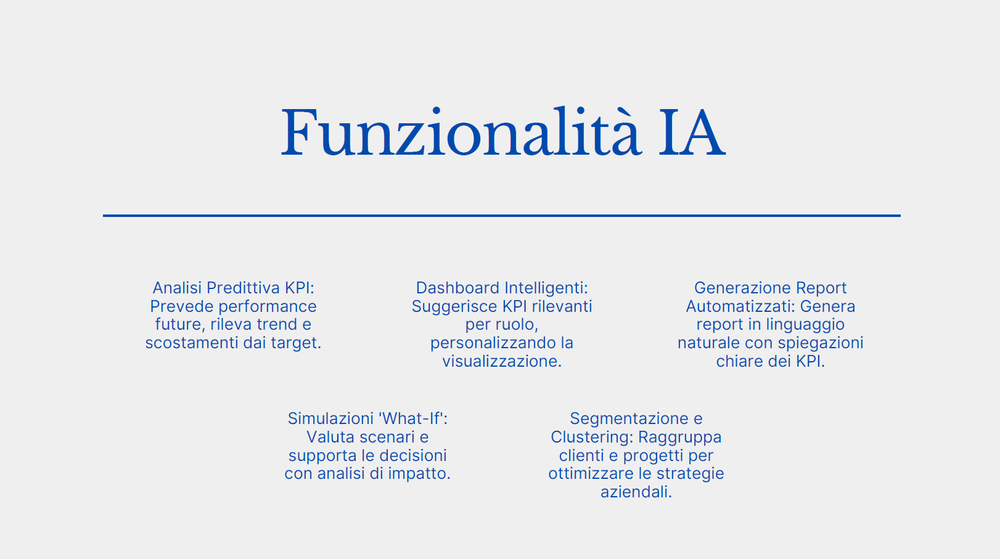 Funzionalità IA
Analisi Predittiva KPI:
Prevede performance
future, rileva trend e
scostamenti dai target.
Dashboard Intelligenti:
Suggerisce KPI rilevanti
per ruolo,
personalizzando la
visualizzazione.
Generazione Report
Automatizzati: Genera
report in linguaggio
naturale con spiegazioni
chiare dei KPI.
Simulazioni 'What-If':
Valuta scenari e
supporta le decisioni
con analisi di impatto.
Segmentazione e
Clustering: Raggruppa
clienti e progetti per
ottimizzare le strategie
aziendali.